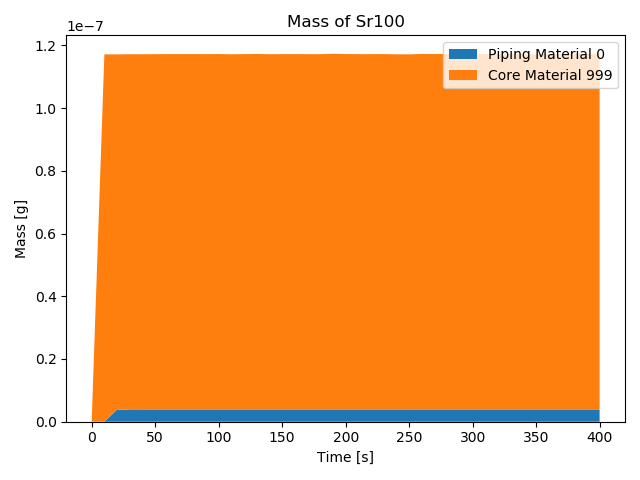 Mass of Sr100
1e−7
Piping Material 0
Core Material 999
1.2
1.0
0.8
0.6
0.4
0.2
0.0
Mass [g]
0 50 100 150 200 250 300 350 400
Time [s]